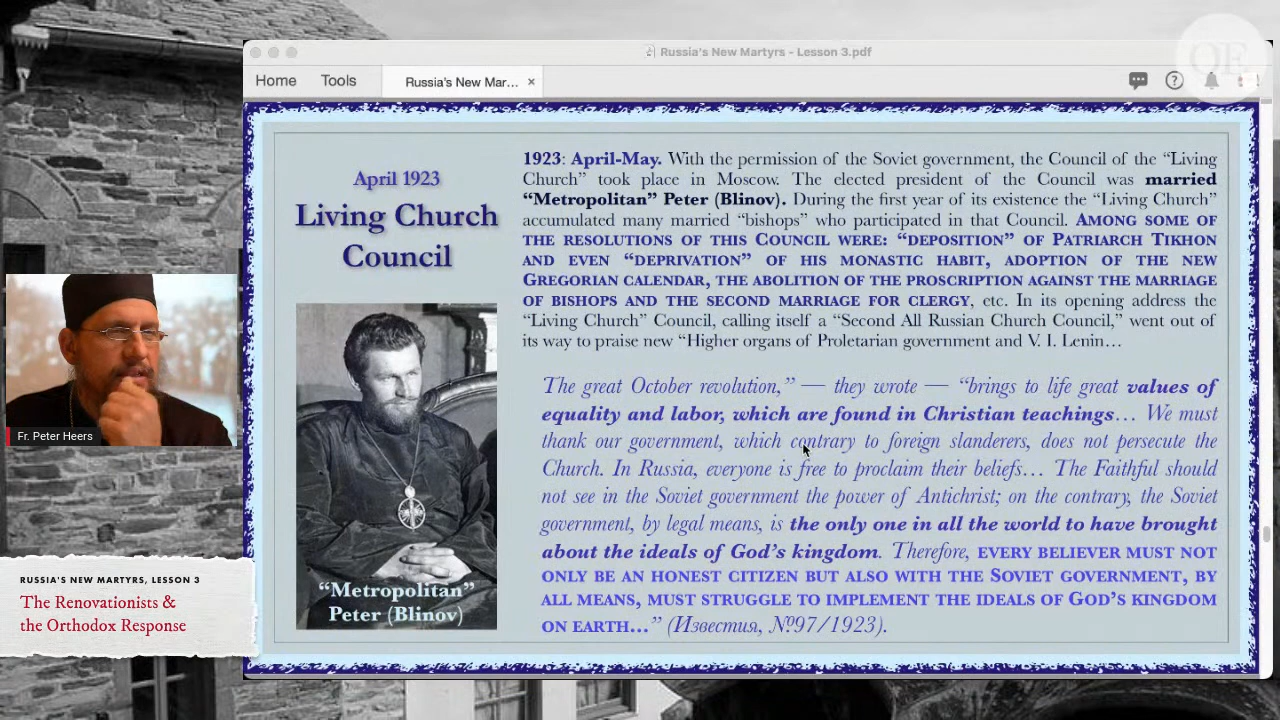 Russia's New Martyrs - Lesson 3.pdf
OE
Home
Tools
Russia's New Mar...
×
April 1923
Living Church
Council
1923: April-May. With the permission of the Soviet government, the Council of the “Living
Church” took place in Moscow. The elected president of the Council was married
“Metropolitan” Peter (Blinov). During the first year of its existence the “Living Church”
accumulated many married “bishops” who participated in that Council. AMONG SOME OF
THE RESOLUTIONS OF THIS COUNCIL WERE: “DEPOSITION” OF PATRIARCH TIKHON
AND EVEN “DEPRIVATION” OF HIS MONASTIC HABIT, ADOPTION OF THE NEW
GREGORIAN CALENDAR, THE ABOLITION OF THE PROSCRIPTION AGAINST THE MARRIAGE
OF BISHOPS AND THE SECOND MARRIAGE FOR CLERGY, etc. In its opening address the
“Living Church” Council, calling itself a “Second All Russian Church Council,” went out of
its way to praise new “Higher organs of Proletarian government and V. I. Lenin…
The great October revolution,” — they wrote — “brings to life great values of
equality and labor, which are found in Christian teachings… We must
thank our government, which contrary to foreign slanderers, does not persecute the
Church. In Russia, everyone is free to proclaim their beliefs… The Faithful should
not see in the Soviet government the power of Antichrist; on the contrary, the Soviet
government, by legal means, is the only one in all the world to have brought
about the ideals of God’s kingdom. Therefore, EVERY BELIEVER MUST NOT
ONLY BE AN HONEST CITIZEN BUT ALSO WITH THE SOVIET GOVERNMENT, BY
ALL MEANS, MUST STRUGGLE TO IMPLEMENT THE IDEALS OF GOD’S KINGDOM
ON EARTH…” (Известия, №97/1923).
“Metropolitan”
Peter (Blinov)
Fr. Peter Heers
RUSSIA'S NEW MARTYRS, LESSON 3
The Renovationists &
the Orthodox Response